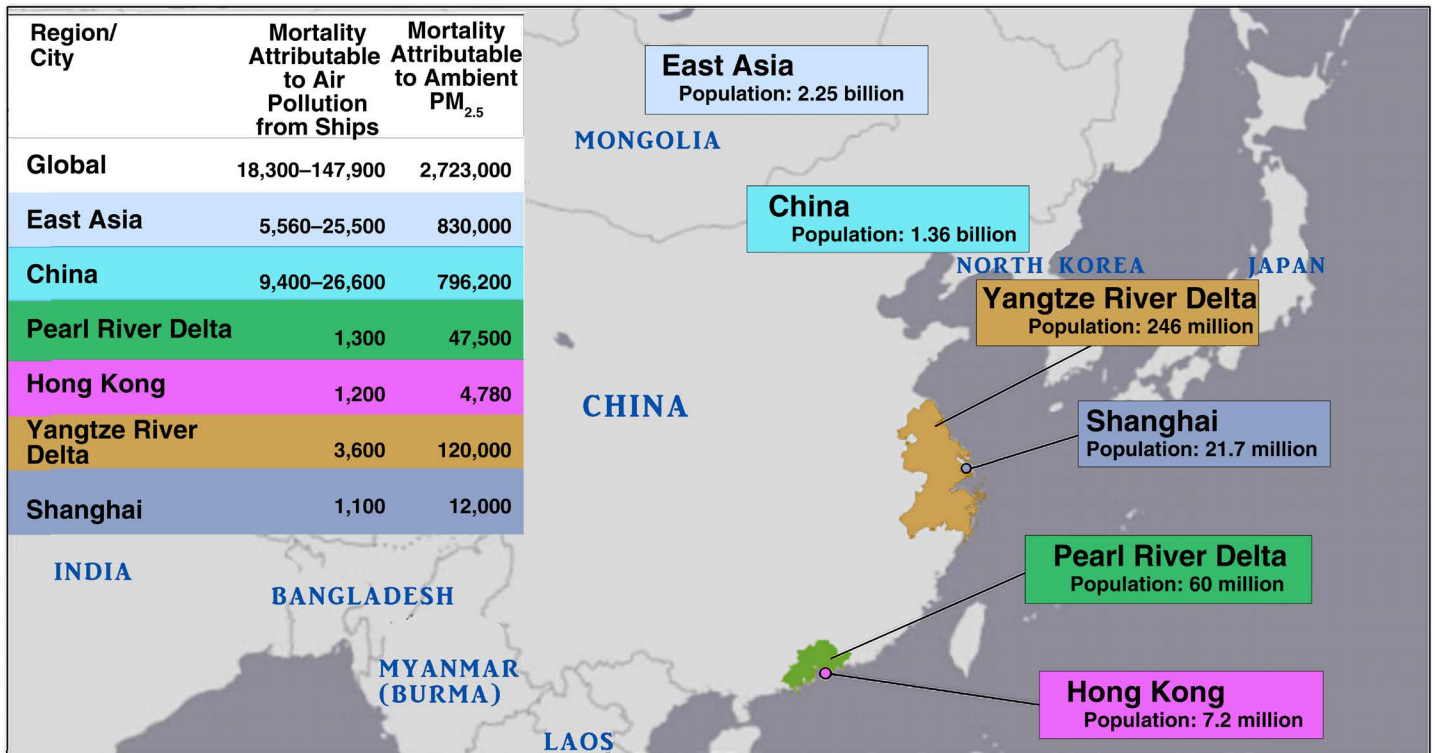 Region/
City
Mortality
Attributable
to Air
Pollution
from Ships
Mortality
Attributable
to Ambient
PM2.5
Global
18,300–147,900
2,723,000
East Asia
5,560–25,500
830,000
China
9,400–26,600
796,200
Pearl River Delta
1,300
47,500
Hong Kong
1,200
4,780
Yangtze River
Delta
3,600
120,000
Shanghai
1,100
12,000
East Asia
Population: 2.25 billion
MONGOLIA
China
Population: 1.36 billion
NORTH KOREA
JAPAN
Yangtze River Delta
Population: 246 million
CHINA
Shanghai
Population: 21.7 million
Pearl River Delta
Population: 60 million
INDIA
BANGLADESH
MYANMAR
(BURMA)
Hong Kong
Population: 7.2 million
LAOS